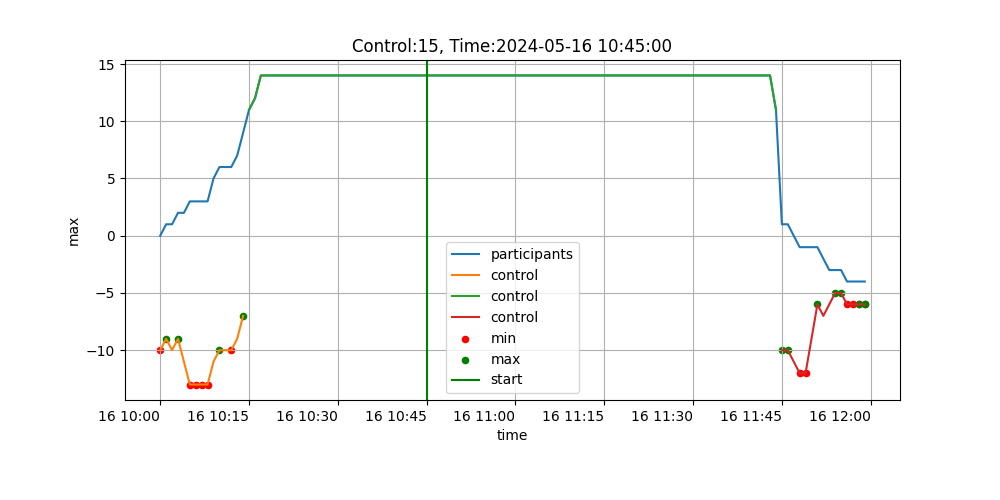 Control:15, Time:2024-05-16 10:45:00
max
15
10
5
0
−5
−10
participants
control
control
control
min
max
start
16 10:00 16 10:15 16 10:30 16 10:45 16 11:00 16 11:15 16 11:30 16 11:45 16 12:00
time